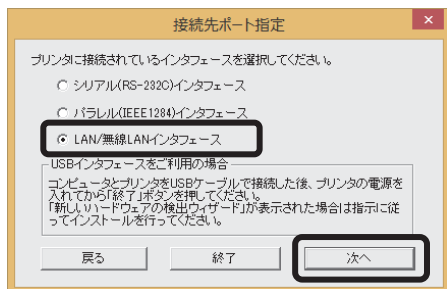 接続先ポート指定
プリンタに接続されているインタフェースを選択してください。
シリアル(RS-232C)インタフェース
パラレル(IEEE1284)インタフェース
LAN/無線LANインタフェース
USBインタフェースをご利用の場合
コンピュータとプリンタをUSBケーブルで接続した後、プリンタの電源を
入れてから「終了」ボタンを押してください。
「新しいハードウェアの検出ウィザード」が表示された場合は指示に従
ってインストールを行ってください。
戻る
終了
次へ